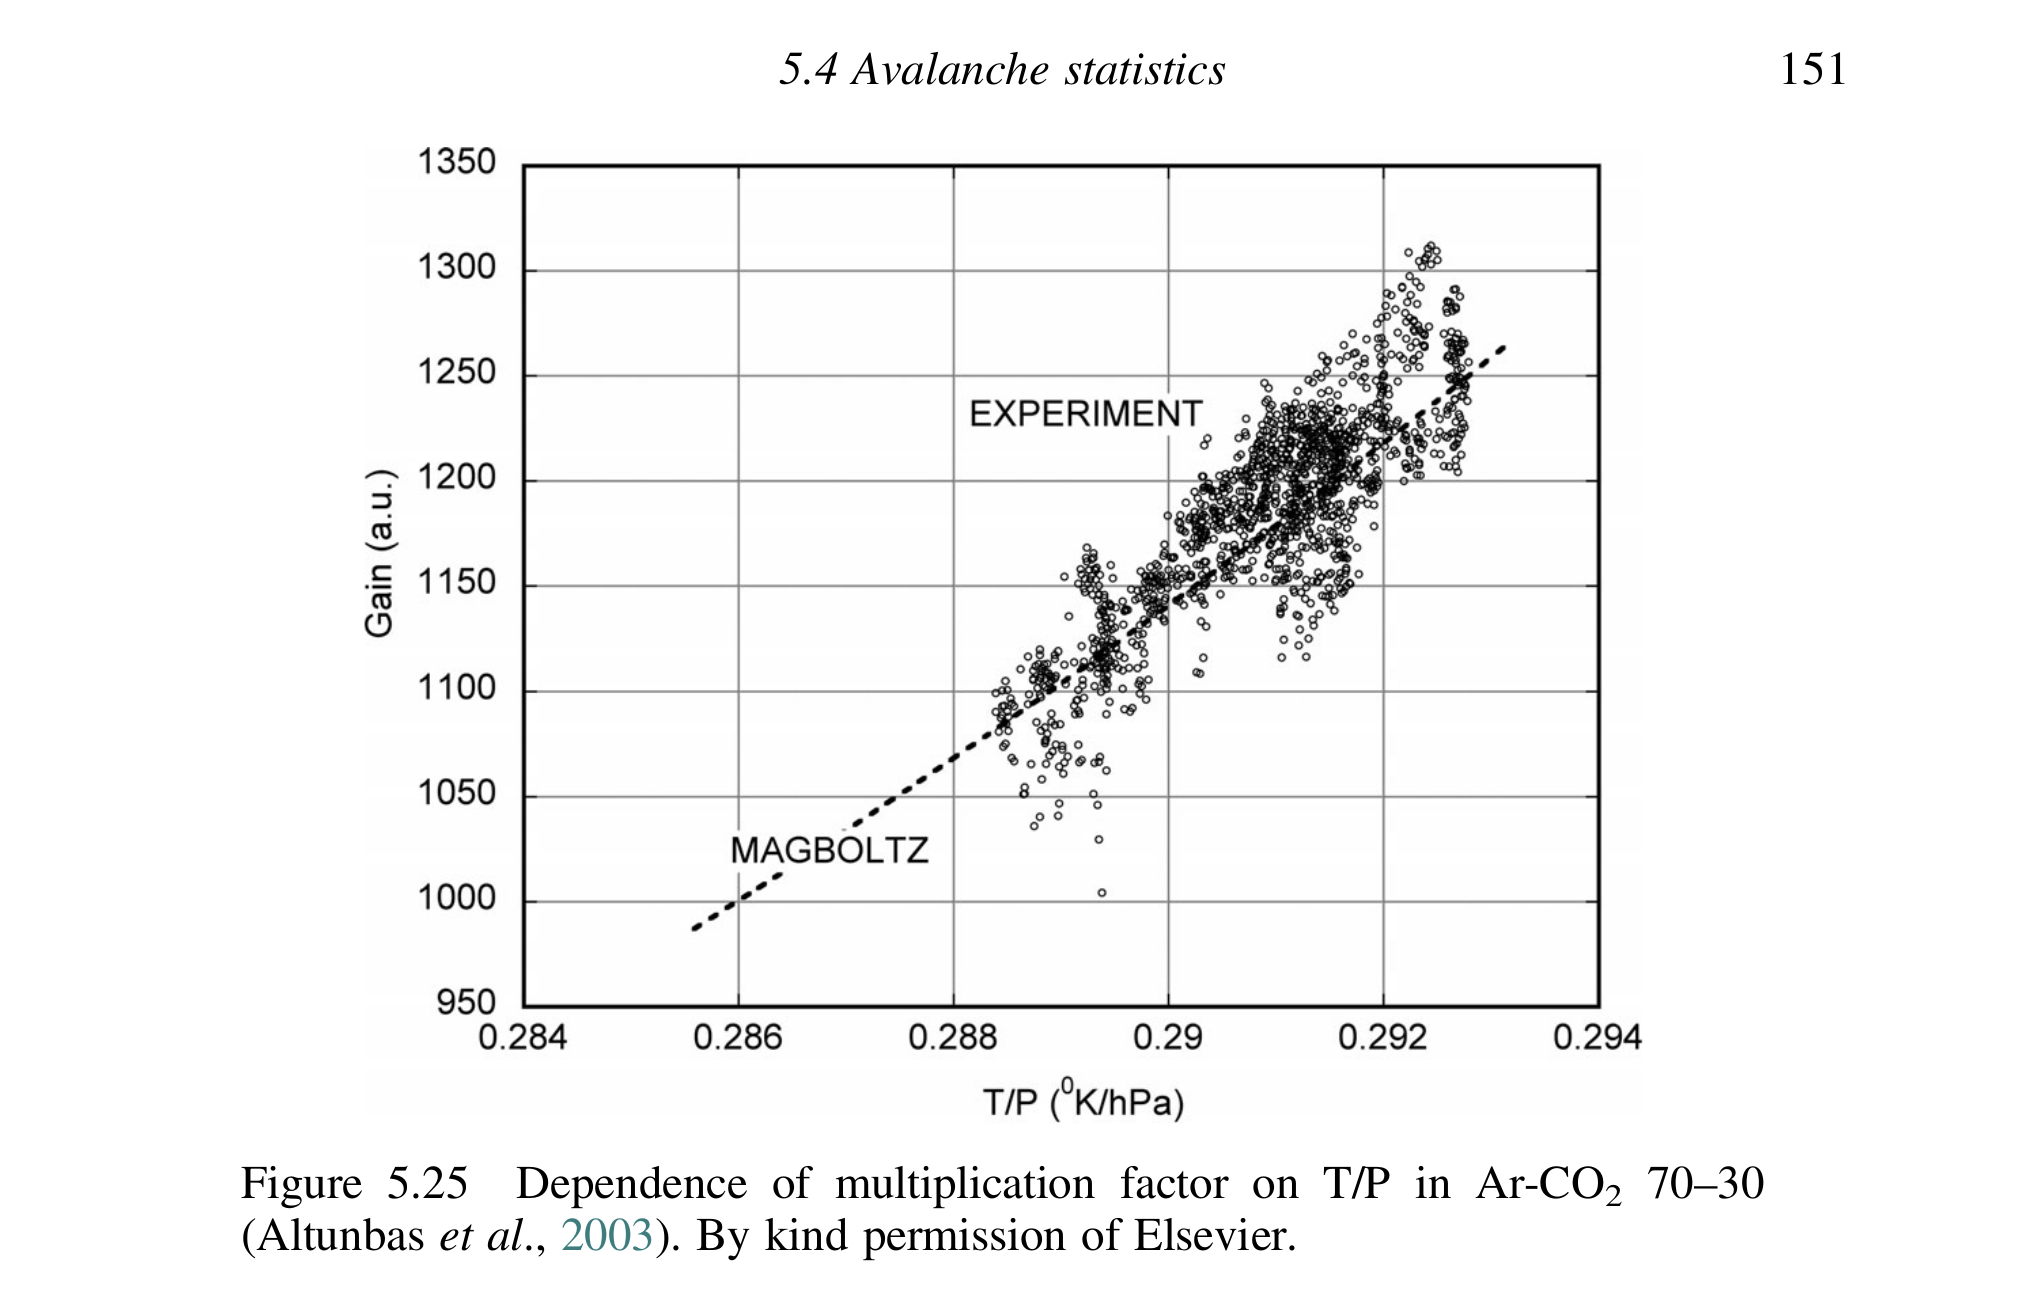 5.4 Avalanche statistics 151
1350
1300
1250
EXPERIMENT
1200
Gain (a.u.)
1150
1100
1050
MAGBOLTZ
1000
950
0.284 0.286 0.288 0.29 0.292 0.294
T/P (⁰K/hPa)
Figure 5.25 Dependence of multiplication factor on T/P in Ar-CO₂ 70–30
(Altunbas et al., 2003). By kind permission of Elsevier.